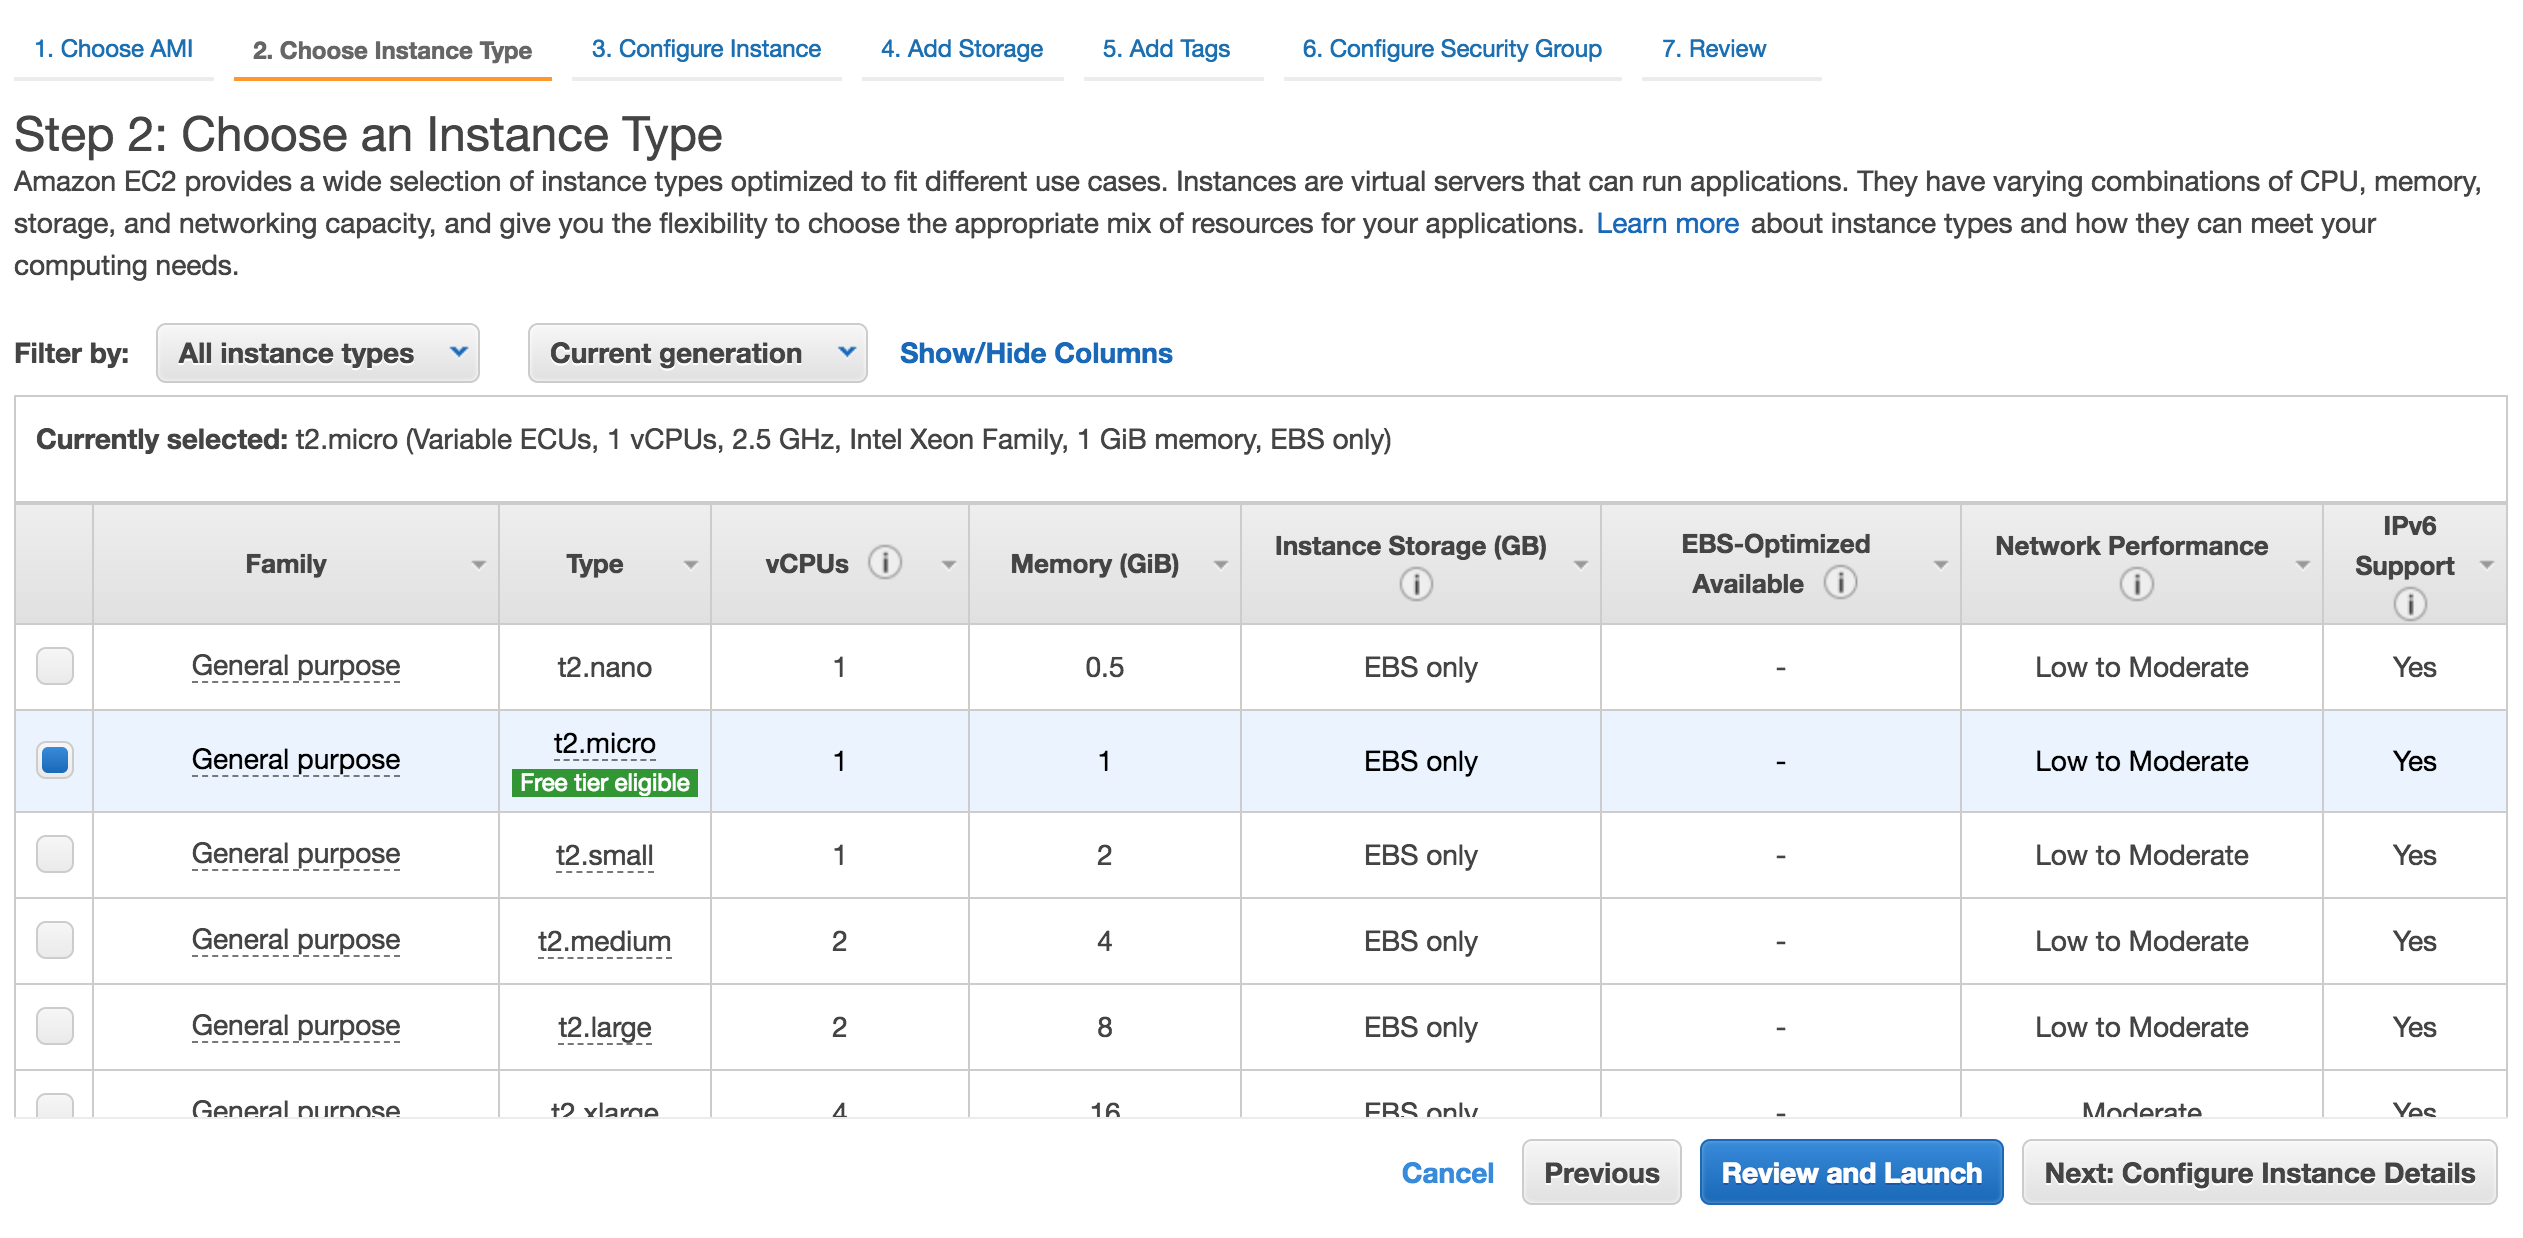 1. Choose AMI 2. Choose Instance Type 3. Configure Instance 4. Add Storage 5. Add Tags 6. Configure Security Group 7. Review
Step 2: Choose an Instance Type
Amazon EC2 provides a wide selection of instance types optimized to fit different use cases. Instances are virtual servers that can run applications. They have varying combinations of CPU, memory,
storage, and networking capacity, and give you the flexibility to choose the appropriate mix of resources for your applications. Learn more about instance types and how they can meet your
computing needs.
Filter by: All instance types Current generation Show/Hide Columns
Currently selected: t2.micro (Variable ECUs, 1 vCPUs, 2.5 GHz, Intel Xeon Family, 1 GiB memory, EBS only)
Family Type vCPUs Memory (GiB) Instance Storage (GB) EBS-Optimized Available Network Performance IPv6 Support
General purpose t2.nano 1 0.5 EBS only - Low to Moderate Yes
General purpose t2.micro 1 1 EBS only - Low to Moderate Yes
Free tier eligible
General purpose t2.small 1 2 EBS only - Low to Moderate Yes
General purpose t2.medium 2 4 EBS only - Low to Moderate Yes
General purpose t2.large 2 8 EBS only - Low to Moderate Yes
General purpose t2.xlarge 4 16 EBS only - Moderate Yes
Cancel Previous Review and Launch Next: Configure Instance Details